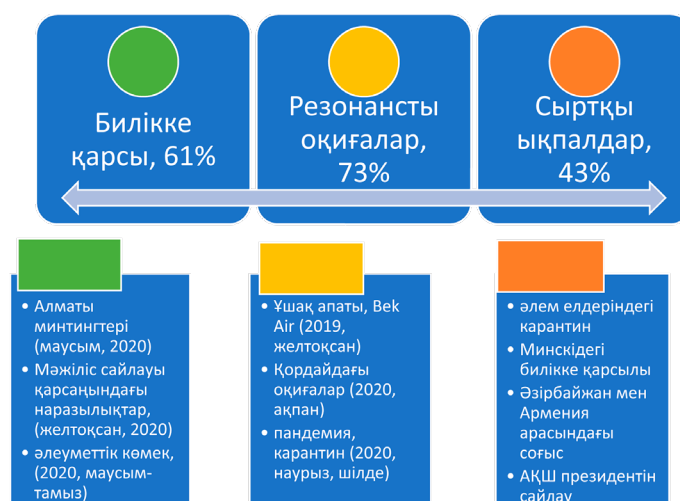 Билікке
қарсы, 61%
Резонансты
оқиғалар,
73%
Сыртқы
ықпалдар,
43%
• Алматы
минтингтері
(маусым, 2020)
• Мәжіліс сайлауы
қарсаңындағы
наразылықтар,
(желтоқсан, 2020)
• әлеуметтік көмек,
(2020, маусым-
тамыз)
• Ұшақ апаты, Bek
Air (2019,
желтоқсан)
• Қордайдағы
оқиғалар (2020,
ақпан)
• пандемия,
карантин (2020,
наурыз, шілде)
• әлем елдеріндегі
карантин
• Минскідегі
билікке қарсылы
• Әзірбайжан мен
Армения
арасындағы
соғыс
• АҚШ президентін
сайлау